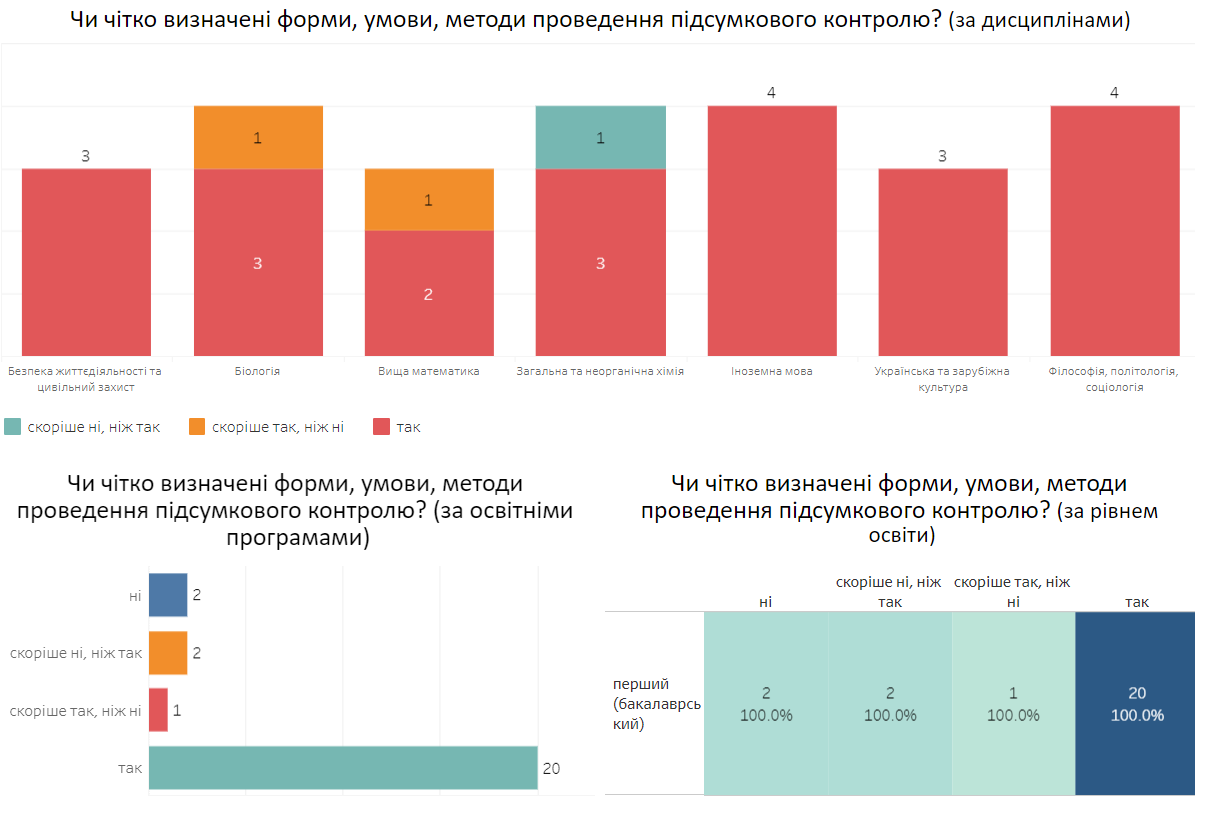 Чи чітко визначені форми, умови, методи проведення підсумкового контролю? (за дисциплінами)
4
4
3
3
1
1
1
3
3
2
Безпека життєдіяльності та
цивільний захист
Біологія
Вища математика
Загальна та неорганічна хімія
Іноземна мова
Українська та зарубіжна
культура
Філософія, політологія,
соціологія
скоріше ні, ніж так
скоріше так, ніж ні
так
Чи чітко визначені форми, умови, методи
проведення підсумкового контролю? (за освітніми
програмами)
ні 2
скоріше ні, ніж так 2
скоріше так, ніж ні 1
так 20
Чи чітко визначені форми, умови, методи
проведення підсумкового контролю? (за рівнем
освіти)
ні
скоріше ні, ніж
так
скоріше так, ніж
ні
так
перший
(бакалаврсь
кий)
2
100.0%
2
100.0%
1
100.0%
20
100.0%